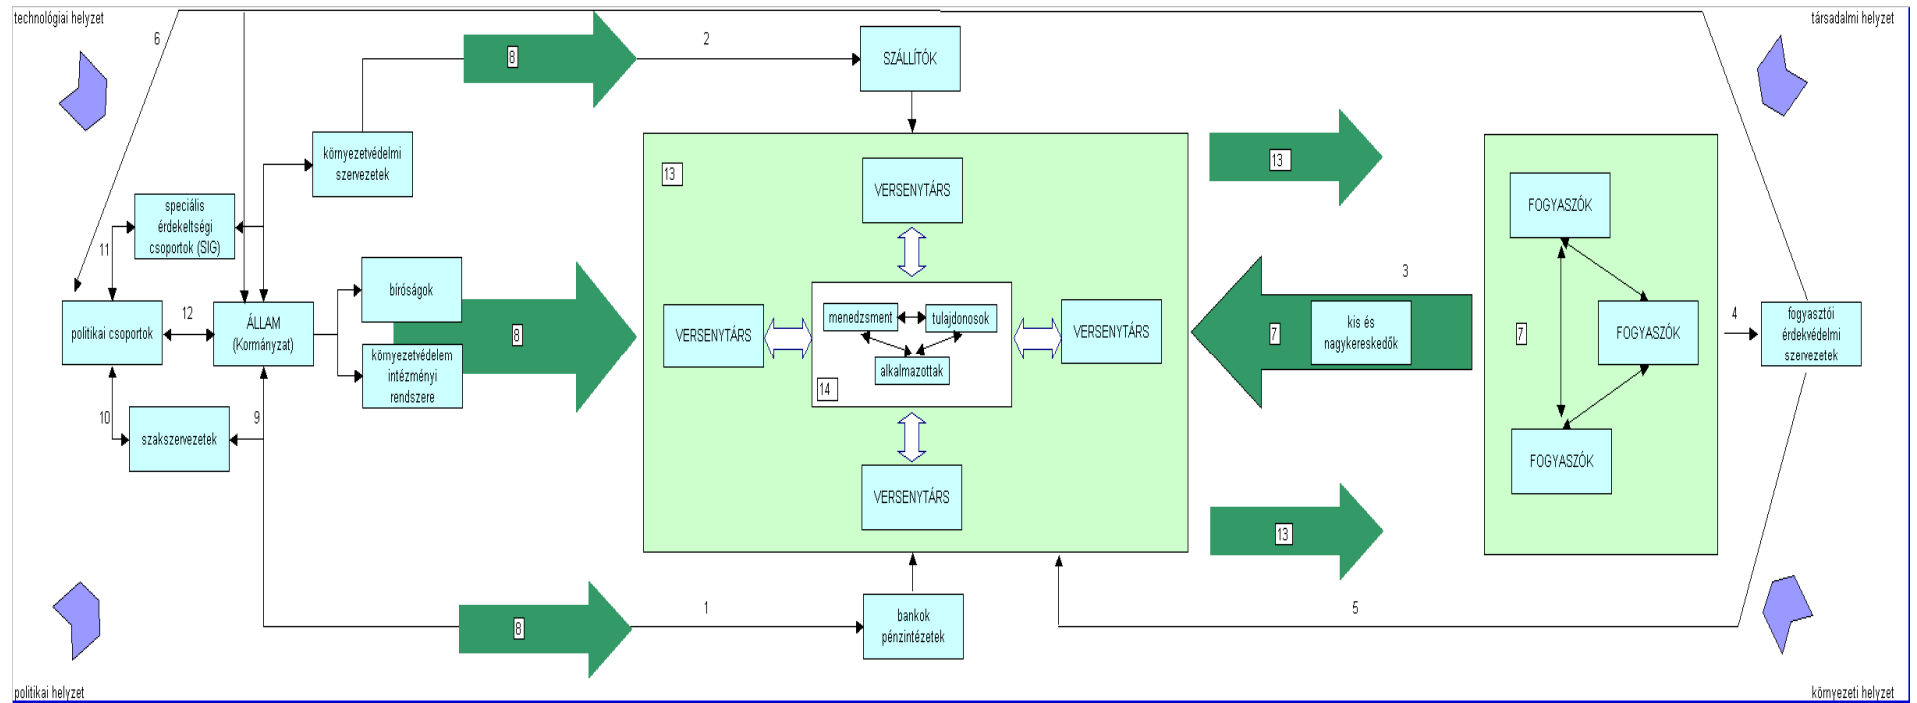 technológiai helyzet
társadalmi helyzet
6
8
2
SZÁLLÍTÓK
környezetvédelmi
szervezetek
13
13
VERSENYTÁRS
speciális
érdekeltségi
csoportok (SIG)
FOGYASZÓK
11
bíróságok
3
12
politikai csoportok
ÁLLAM
(Kormányzat)
8
VERSENYTÁRS
menedzsment
tulajdonosok
VERSENYTÁRS
7
kis és
nagykereskedők
7
FOGYASZÓK
4
fogyasztói
érdekvédelmi
szervezetek
környezetvédelem
intézményi
rendszere
alkalmazottak
14
10
9
szakszervezetek
FOGYASZÓK
VERSENYTÁRS
13
8
1
bankok
pénzintézetek
5
politikai helyzet
környezeti helyzet